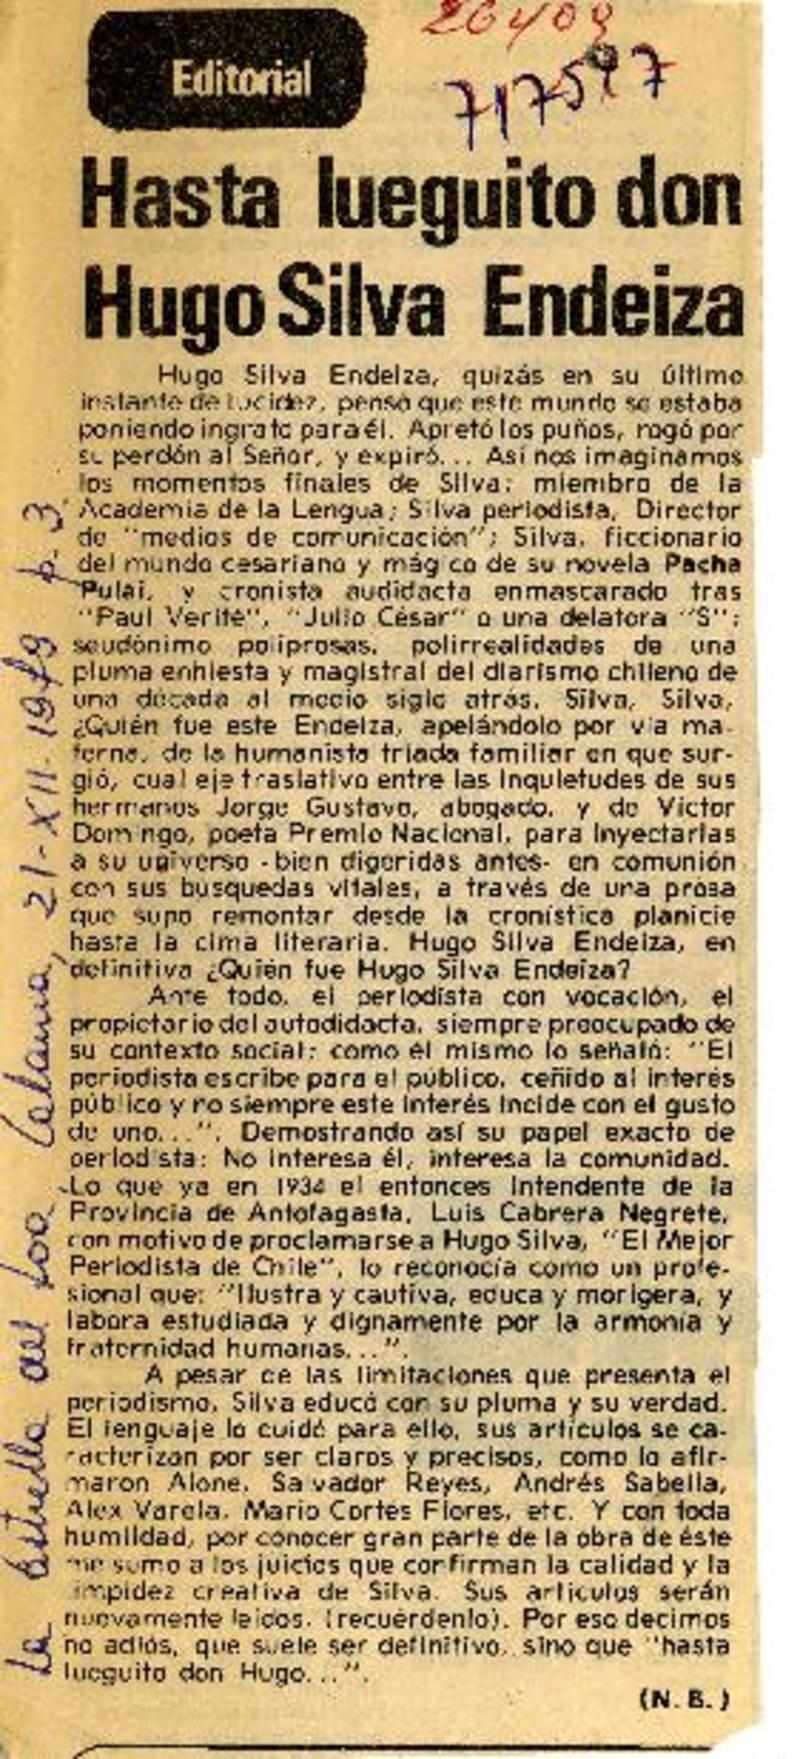 26408
717597
Editorial
Hasta lueguito don
Hugo Silva Endeiza
Hugo Silva Endeiza, quizás en su último
instante de lucidez, pensó que este mundo se estaba
poniendo ingrato para él. Apretó los puños, rogó por
su perdón al Señor, y expiró... Así nos imaginamos
los momentos finales de Silva: miembro de la
Academia de la Lengua; Silva periodista, Director
de "medios de comunicación"; Silva, ficcionario
del mundo cesariano y mágico de su novela Pacha
Pulai, y cronista audidacta enmascarado tras
"Paul Verité", "Julio César" o una delatora "S":
seudónimo poliprosas, polirrealidades de una
pluma enhiesta y magistral del diarismo chileno de
una década al medio siglo atrás. Silva, Silva,
¿Quién fue este Endeiza, apelándolo por vía ma-
terna, de la humanista tríada familiar en que sur-
gió, cual eje traslativo entre las inquietudes de sus
hermanos Jorge Gustavo, abogado, y de Víctor
Domingo, poeta Premio Nacional, para inyectarlas
a su universo -bien digeridas antes- en comunión
con sus búsquedas vitales, a través de una prosa
que supo remontar desde la cronística planicie
hasta la cima literaria. Hugo Silva Endeiza, en
definitiva ¿Quién fue Hugo Silva Endeiza?
Ante todo, el periodista con vocación, el
propietario del autodidacta, siempre preocupado de
su contexto social; como él mismo lo señaló: "El
periodista escribe para el público, ceñido al interés
público y no siempre este interés incide con el gusto
de uno...". Demostrando así su papel exacto de
periodista: No interesa él, interesa la comunidad.
Lo que ya en 1934 el entonces Intendente de la
Provincia de Antofagasta, Luis Cabrera Negrete,
con motivo de proclamarse a Hugo Silva, "El Mejor
Periodista de Chile", lo reconocía como un profe-
sional que: "Ilustra y cautiva, educa y morigera, y
labora estudiada y dignamente por la armonía y
fraternidad humanas...".
A pesar de las limitaciones que presenta el
periodismo, Silva educó con su pluma y su verdad.
El lenguaje lo cuidó para ello, sus artículos se ca-
racterizan por ser claros y precisos, como lo afir-
maron Alone, Salvador Reyes, Andrés Sabella,
Alex Varela, Mario Cortés Flores, etc. Y con toda
humildad, por conocer gran parte de la obra de éste
me sumo a los juicios que confirman la calidad y la
limpidez creativa de Silva. Sus artículos serán
nuevamente leídos, (recuérdenlo). Por eso decimos
no adiós, que suele ser definitivo, sino que "hasta
lueguito don Hugo...".
(N. B.)
La Estrella del Loa, Calama, 21-XII-1979 p. 3